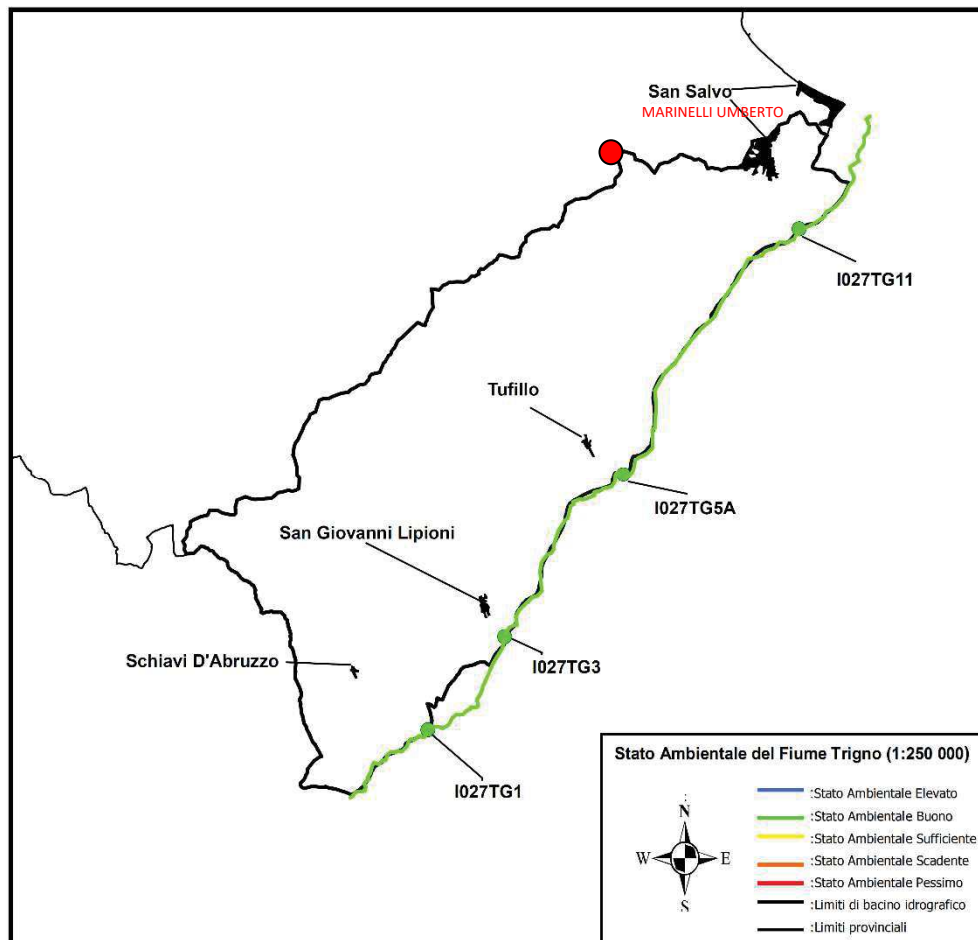 San Salvo
MARINELLI UMBERTO
I027TG11
Tufillo
I027TG5A
San Giovanni Lipioni
I027TG3
Schiavi D'Abruzzo
I027TG1
Stato Ambientale del Fiume Trigno (1:250 000)
N
W E
S
:Stato Ambientale Elevato
:Stato Ambientale Buono
:Stato Ambientale Sufficiente
:Stato Ambientale Scadente
:Stato Ambientale Pessimo
:Limiti di bacino idrografico
:Limiti provinciali